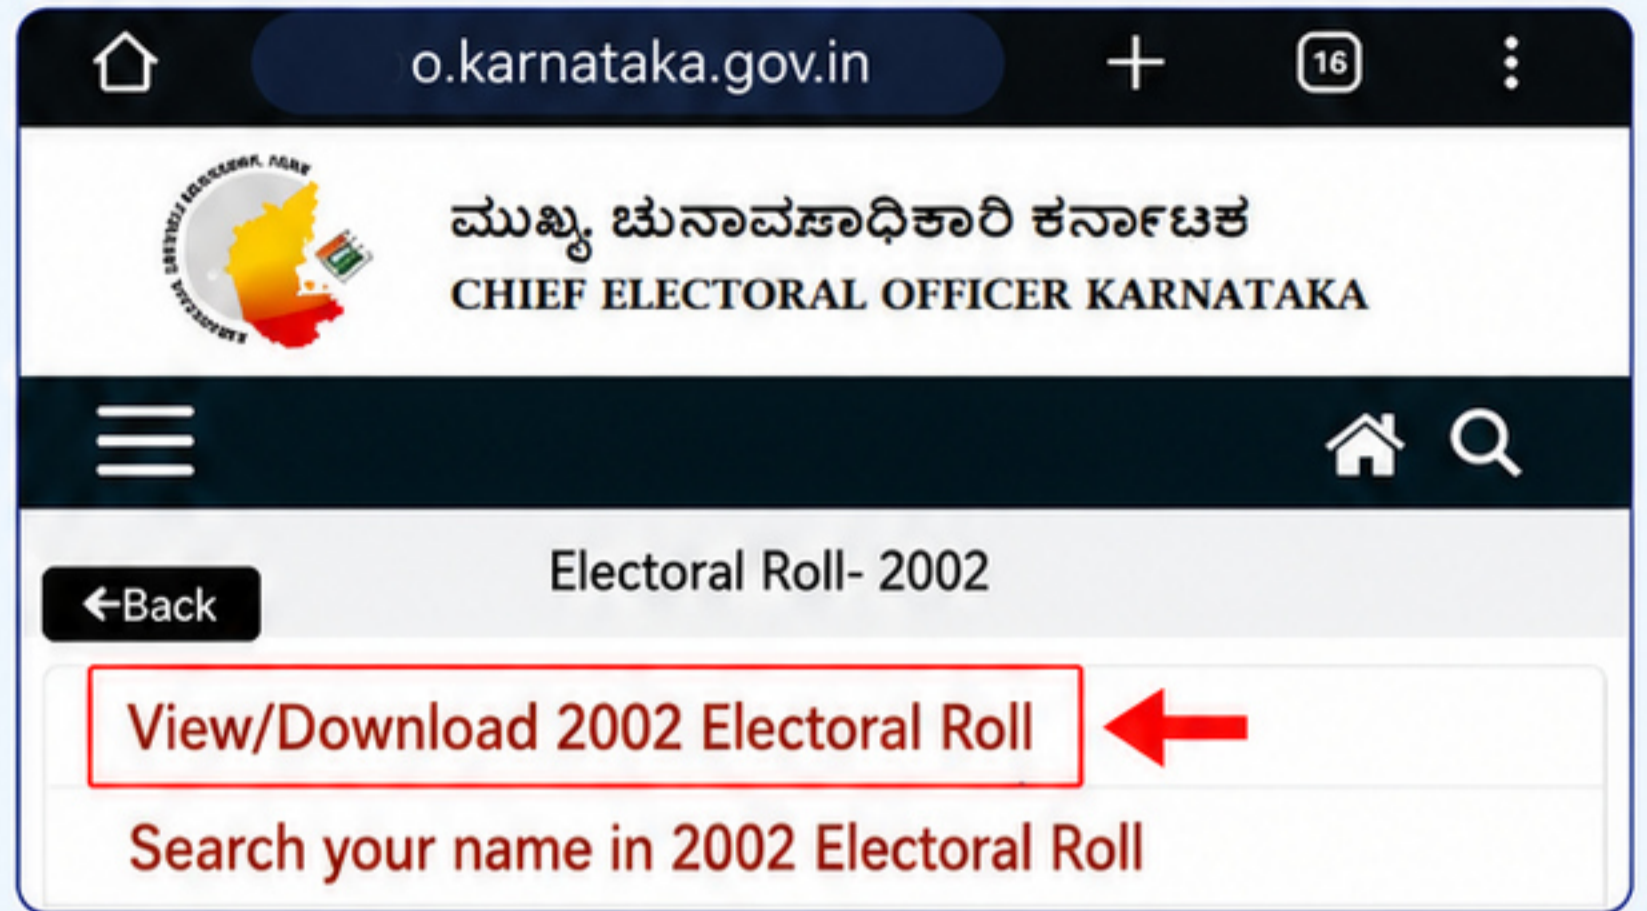 o.karnataka.gov.in
16
ಮುಖ್ಯ ಚುನಾವಣಾಧಿಕಾರಿ ಕರ್ನಾಟಕ
CHIEF ELECTORAL OFFICER KARNATAKA
Electoral Roll- 2002
←Back
View/Download 2002 Electoral Roll
Search your name in 2002 Electoral Roll